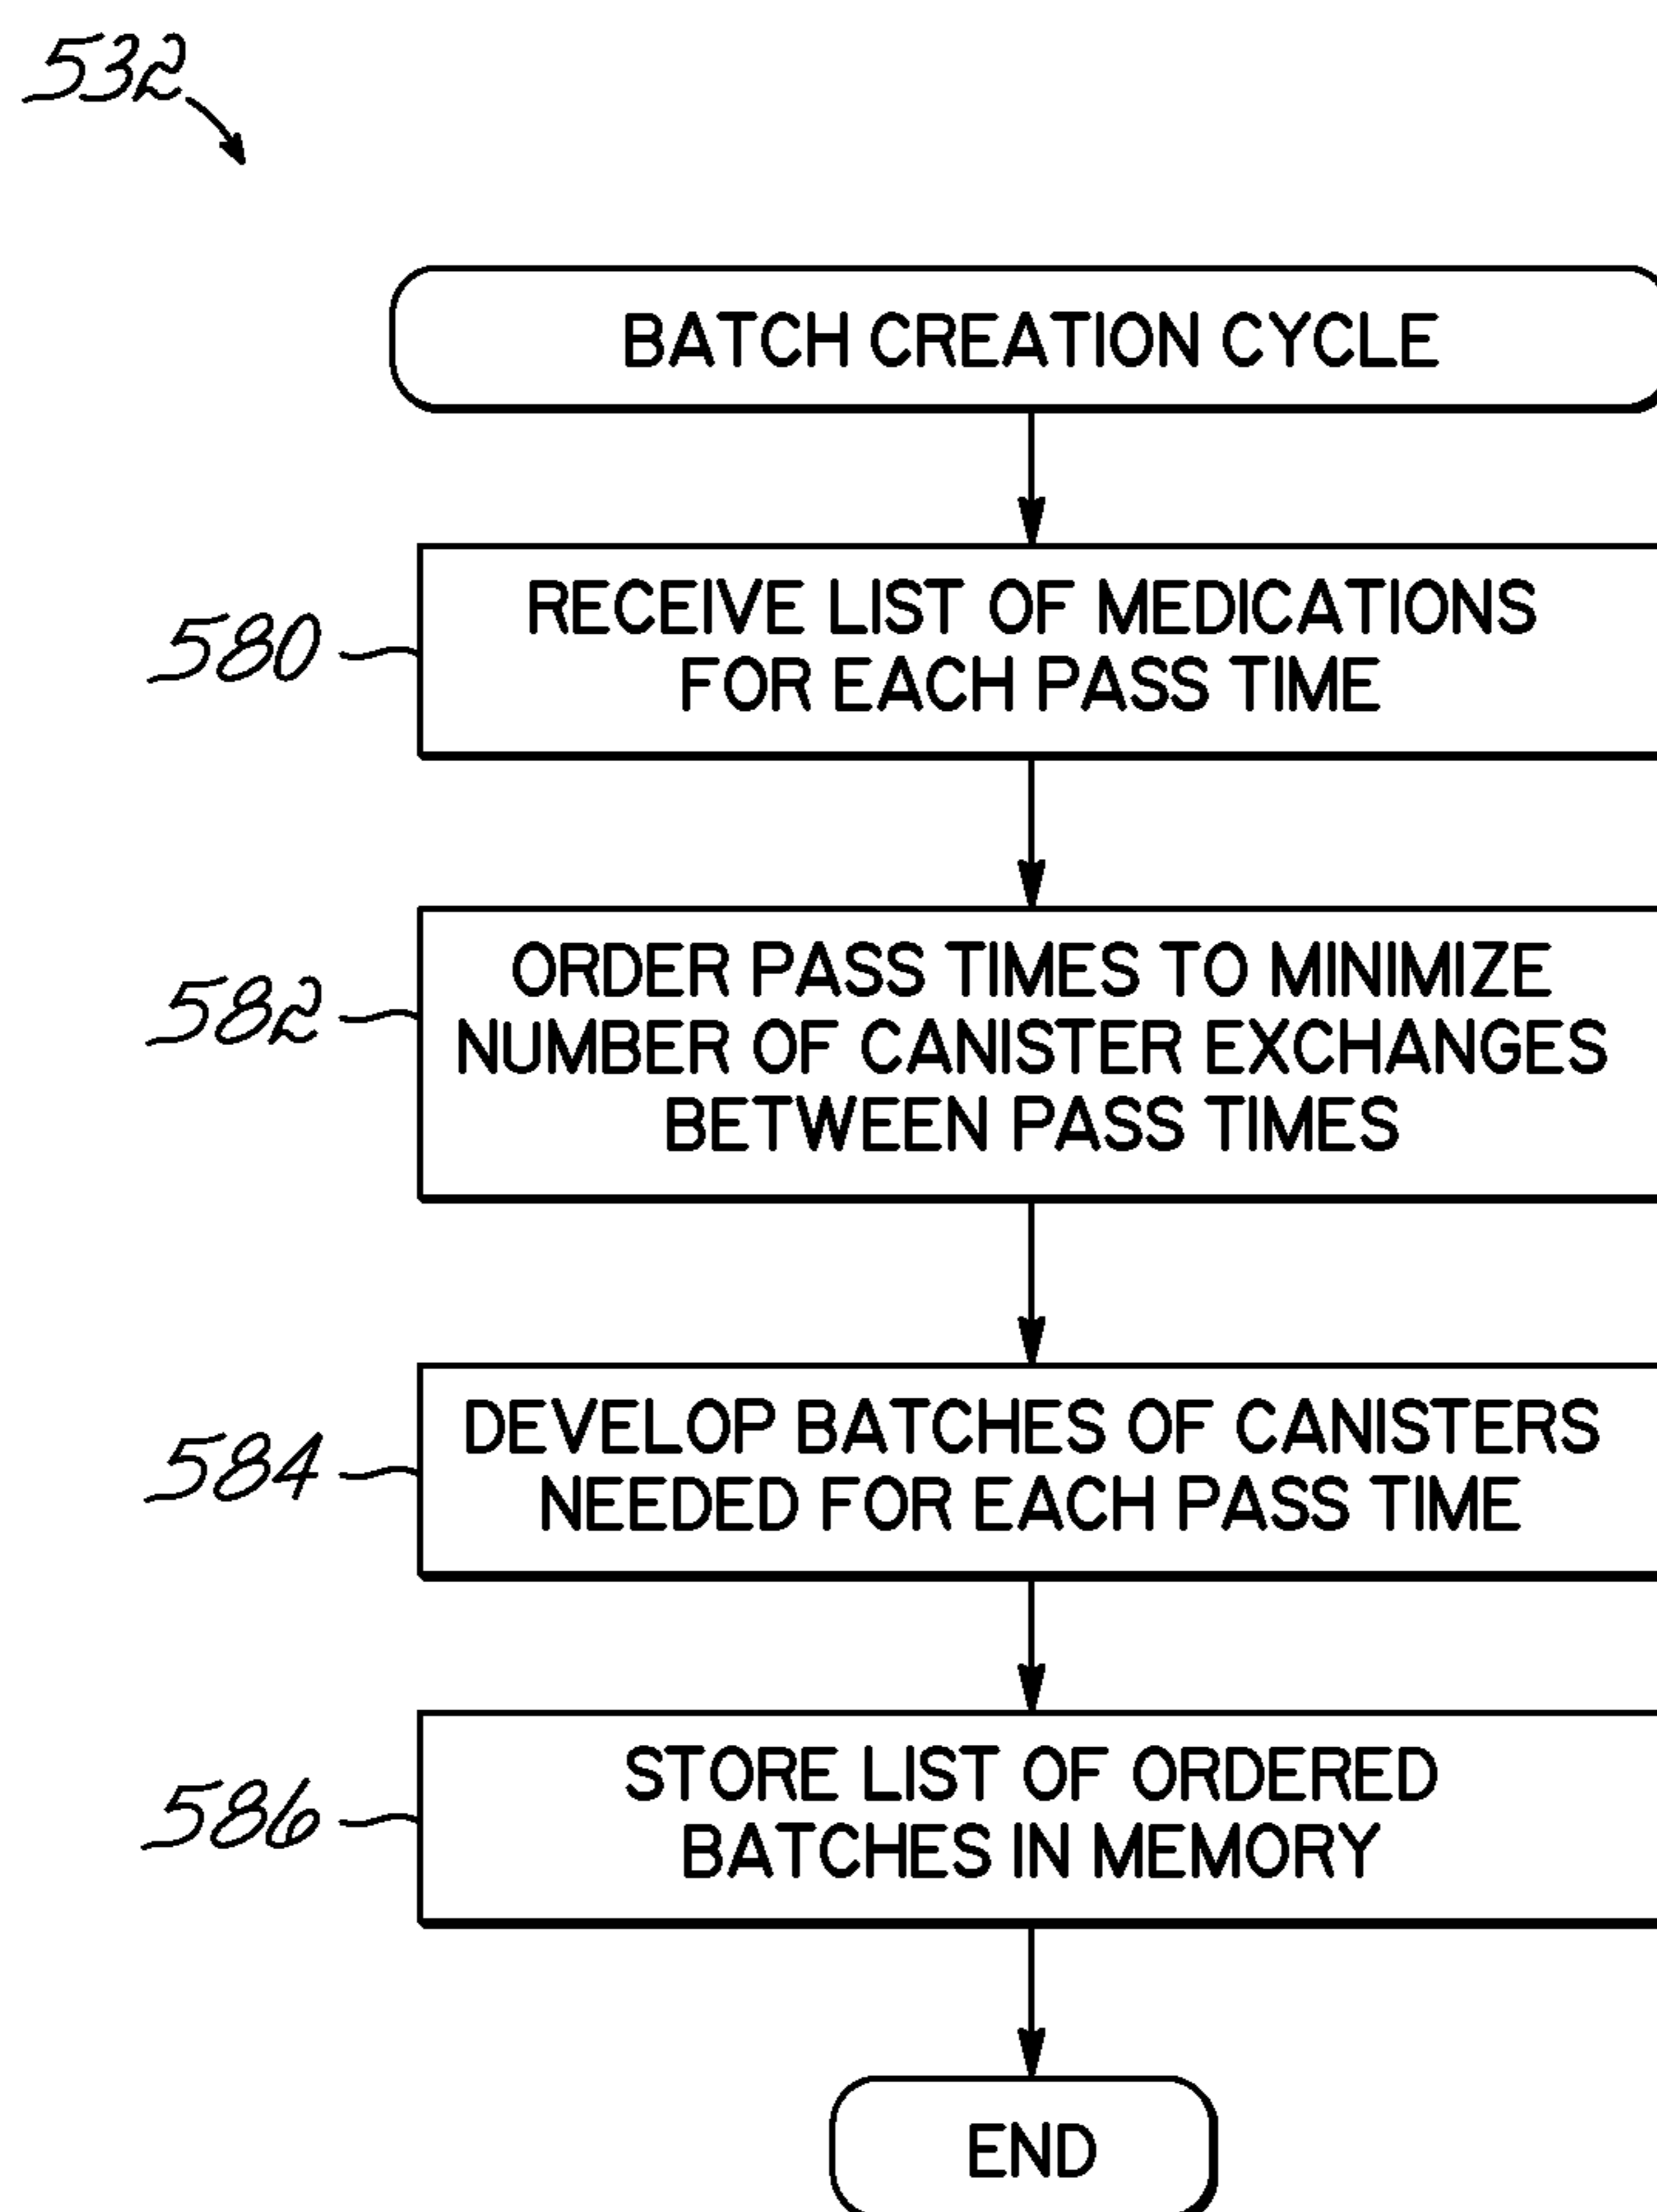 532
BATCH CREATION CYCLE
580
RECEIVE LIST OF MEDICATIONS
FOR EACH PASS TIME
582
ORDER PASS TIMES TO MINIMIZE
NUMBER OF CANISTER EXCHANGES
BETWEEN PASS TIMES
584
DEVELOP BATCHES OF CANISTERS
NEEDED FOR EACH PASS TIME
586
STORE LIST OF ORDERED
BATCHES IN MEMORY
END